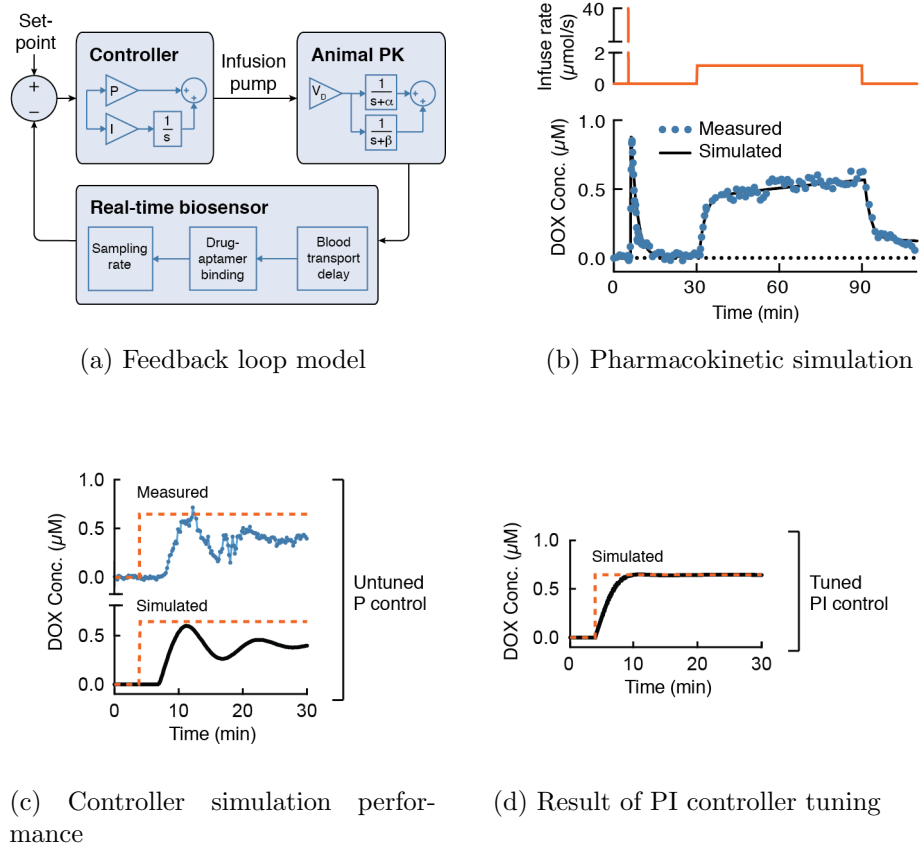 Set-
point
+
−
Controller
P
I
1
s
+
+
Infusion
pump
Animal PK
V_D
1
s+α
1
s+β
+
+
Real-time biosensor
Sampling
rate
Drug-
aptamer
binding
Blood
transport
delay
(a) Feedback loop model
Infuse rate
(µmol/s)
40
2
0
DOX Conc. (µM)
1.0
0.5
0.0
Measured
Simulated
0
30
60
90
Time (min)
(b) Pharmacokinetic simulation
DOX Conc. (µM)
1.0
0.5
0.0
Measured
0.5
0.0
Simulated
0
10
20
30
Time (min)
Untuned
P control
(c) Controller simulation perfor-
mance
DOX Conc. (µM)
1.0
0.5
0.0
Simulated
0
10
20
30
Time (min)
Tuned
PI control
(d) Result of PI controller tuning